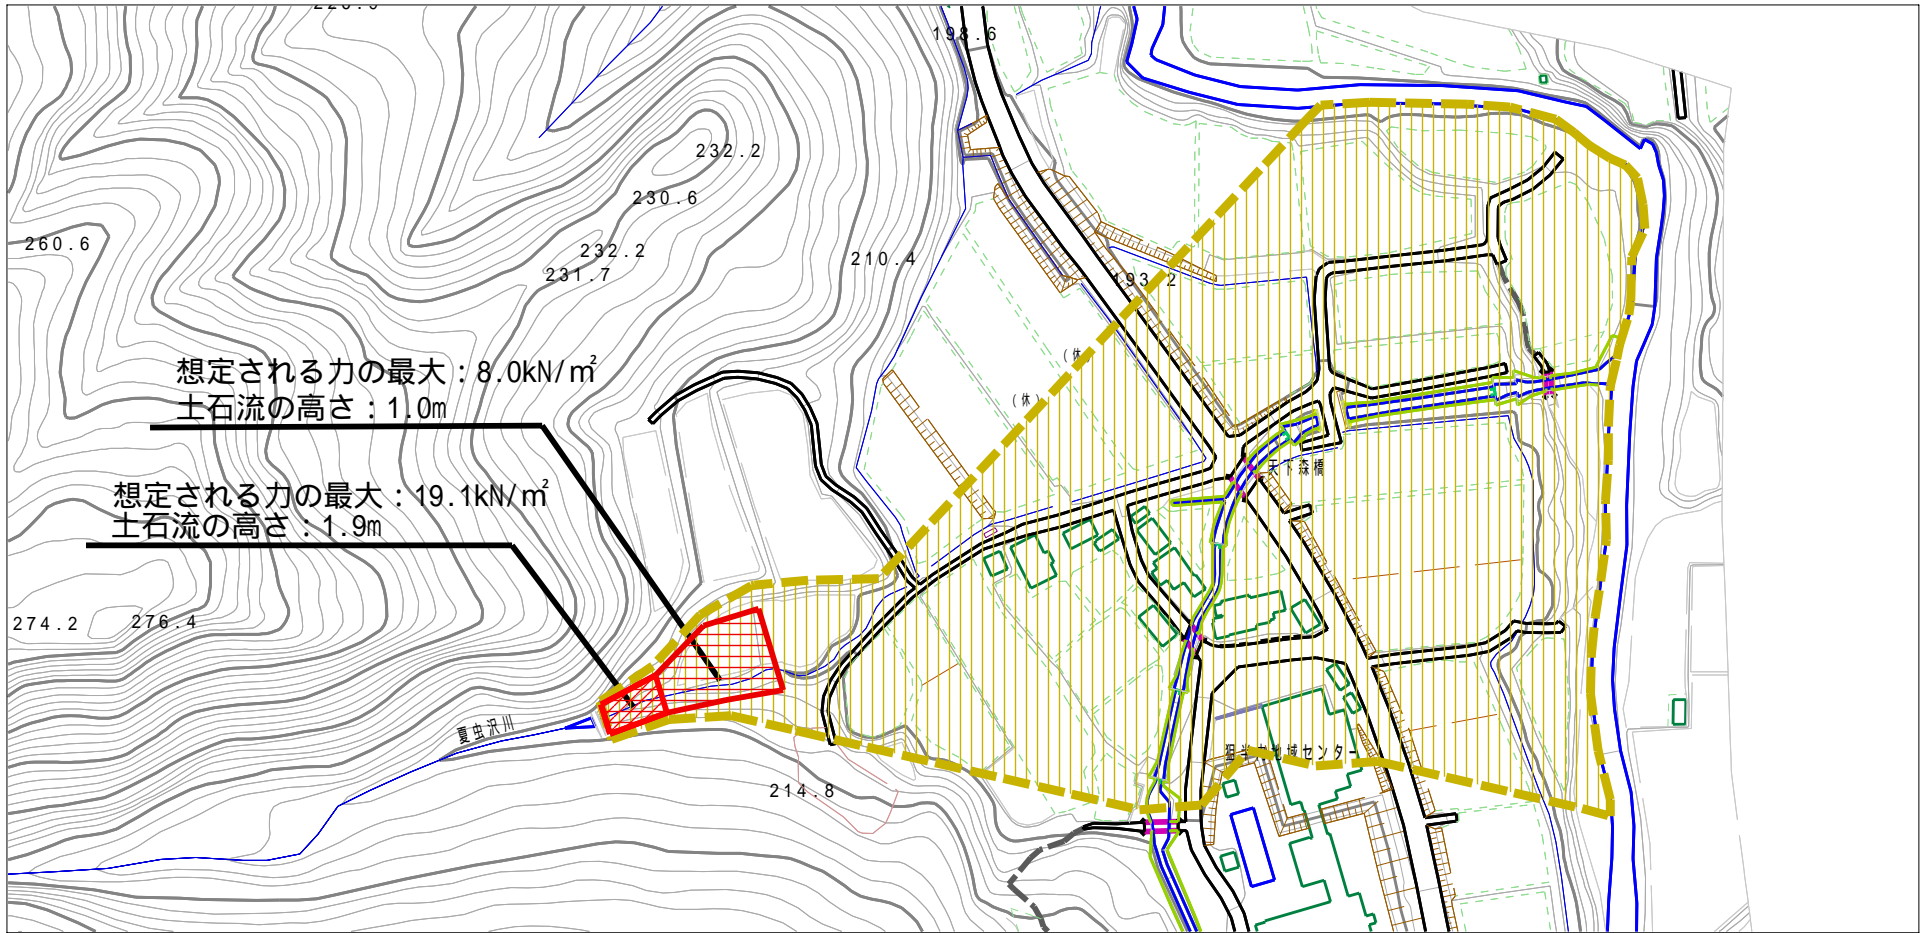 198.6
232.2
230.6
260.6
232.2
231.7
210.4
193.2
(休)
想定される力の最大：8.0kN/㎡
土石流の高さ：1.0m
(休)
天下森橋
想定される力の最大：19.1kN/㎡
土石流の高さ：1.9m
274.2
276.4
夏虫沢川
地域センター
214.8